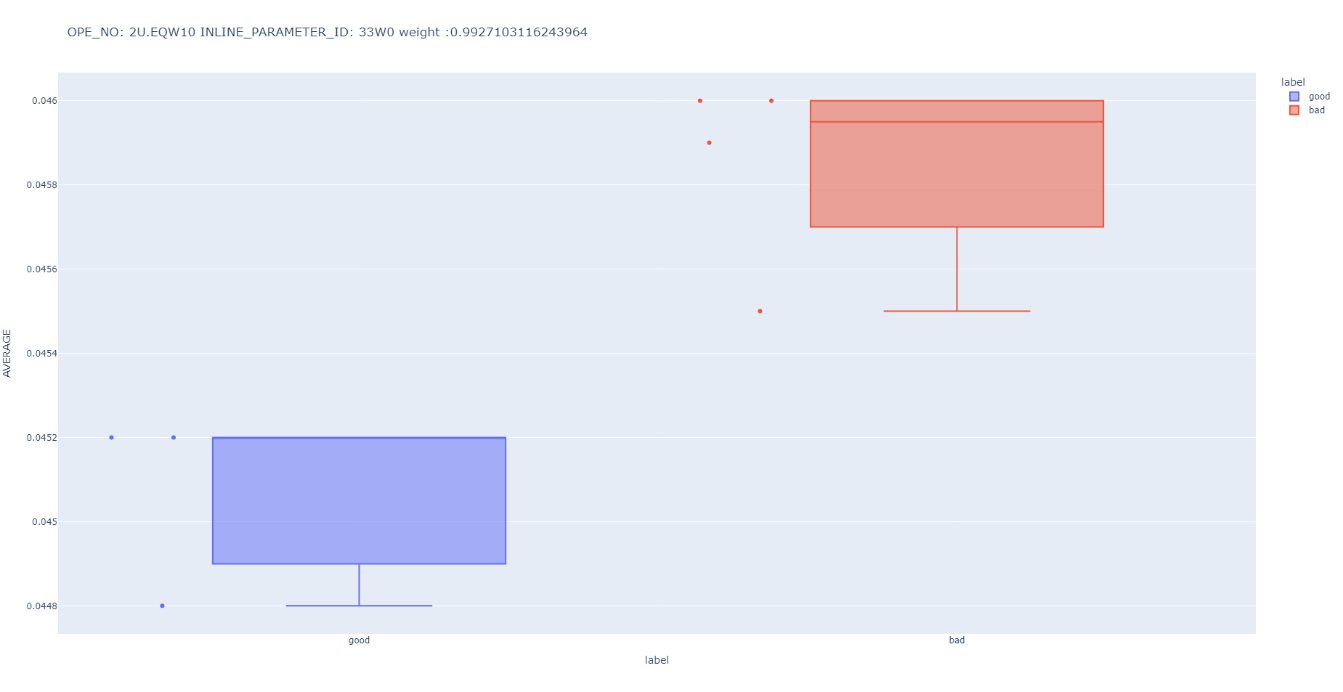 OPE_NO: 2U.EQW10 INLINE_PARAMETER_ID: 33W0 weight :0.9927103116243964
label
good
bad
0.046
0.0458
0.0456
0.0454
0.0452
0.045
0.0448
AVERAGE
good
bad
label